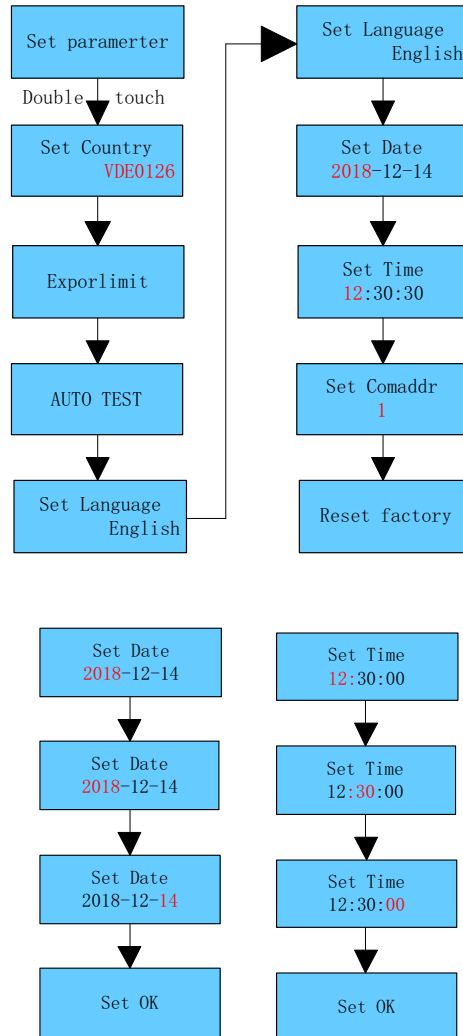 Set paramerter
Double touch
Set Country
VDE0126
Exporlimit
AUTO TEST
Set Language
English
Set Language
English
Set Date
2018-12-14
Set Time
12:30:30
Set Comaddr
1
Reset factory
Set Date
2018-12-14
Set Date
2018-12-14
Set Date
2018-12-14
Set OK
Set Time
12:30:00
Set Time
12:30:00
Set Time
12:30:00
Set OK